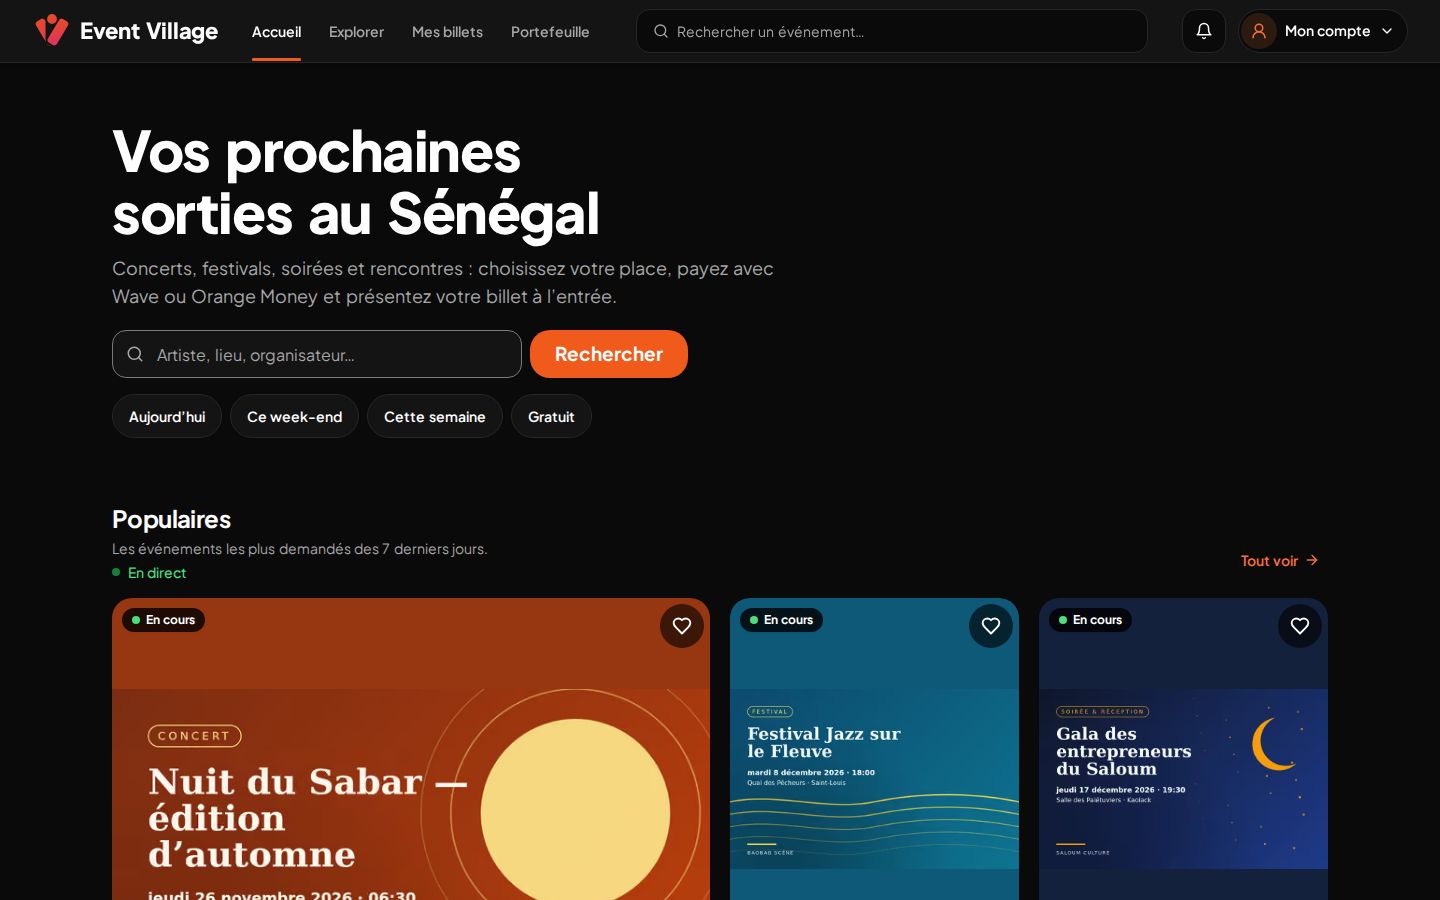 Event Village
Accueil
Explorer
Mes billets
Portefeuille
Rechercher un événement…
Mon compte
Vos prochaines
sorties au Sénégal
Concerts, festivals, soirées et rencontres : choisissez votre place, payez avec
Wave ou Orange Money et présentez votre billet à l’entrée.
Artiste, lieu, organisateur…
Rechercher
Aujourd’hui
Ce week-end
Cette semaine
Gratuit
Populaires
Les événements les plus demandés des 7 derniers jours.
En direct
Tout voir
En cours
CONCERT
Nuit du Sabar —
édition
d’automne
jeudi 26 novembre 2026 · 06:30
En cours
FESTIVAL
Festival Jazz sur
le Fleuve
mardi 8 décembre 2026 · 18:00
Quai des Pêcheurs · Saint-Louis
BAOBAB SCÈNE
En cours
SOIRÉE & RÉCEPTION
Gala des
entrepreneurs
du Saloum
jeudi 17 décembre 2026 · 19:30
Salle des Palétuviers · Kaolack
SALOUM CULTURE